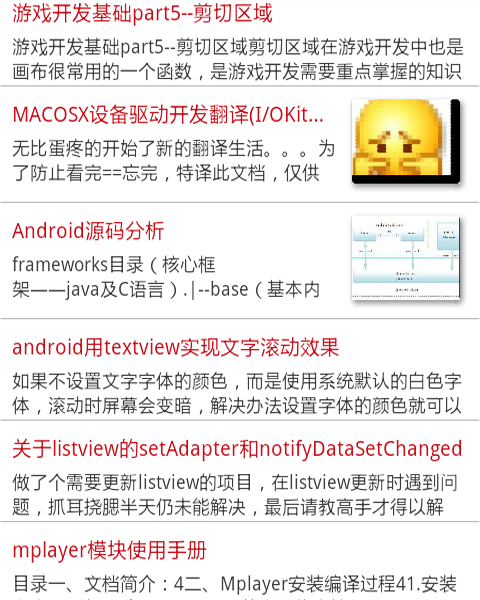 游戏开发基础part5--剪切区域
游戏开发基础part5--剪切区域剪切区域在游戏开发中也是
画布很常用的一个函数，是游戏开发需要重点掌握的知识
MACOSX设备驱动开发翻译(I/OKit...
无比蛋疼的开始了新的翻译生活。。。为
了防止看完==忘完，特译此文档，仅供
Android源码分析
frameworks目录（核心框
架——java及C语言）.|--base（基本内
android用textview实现文字滚动效果
如果不设置文字字体的颜色，而是使用系统默认的白色字
体，滚动时屏幕会变暗，解决办法设置字体的颜色就可以
关于listview的setAdapter和notifyDataSetChanged
做了个需要更新listview的项目，在listview更新时遇到问
题，抓耳挠腮半天仍未能解决，最后请教高手才得以解
mplayer模块使用手册
目录一、文档简介：4二、Mplayer安装编译过程41.安装